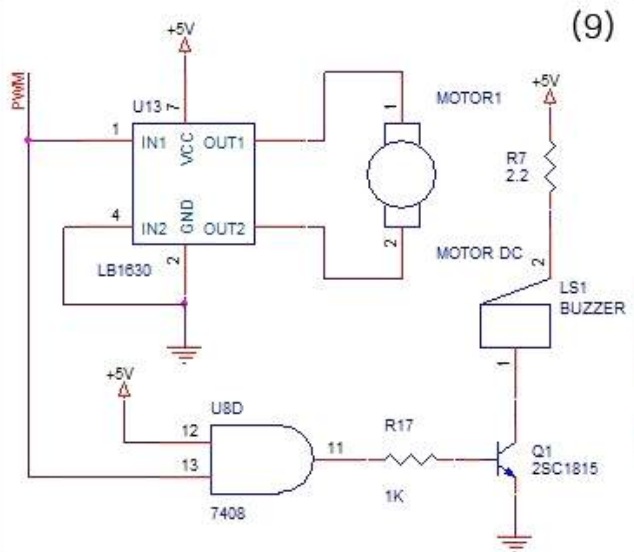 (9)
+5V
PWM
U13
7
1
IN1
VCC
OUT1
4
IN2
GND
OUT2
LB1630
2
1
MOTOR1
2
MOTOR DC
+5V
R7
2.2
2
LS1
BUZZER
1
+5V
U8D
12
13
11
7408
R17
1K
Q1
2SC1815